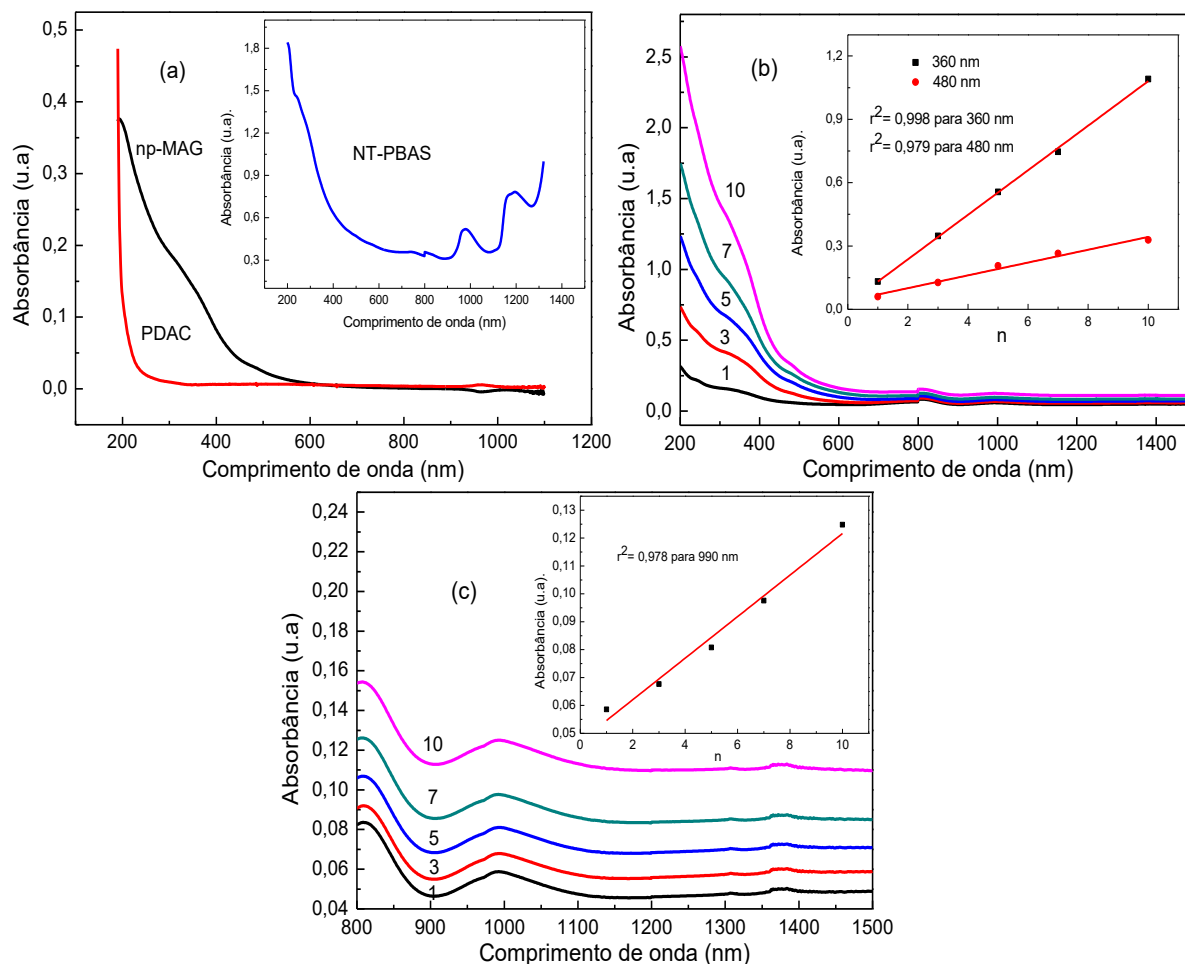 (a)
np-MAG
PDAC
Absorbância (u.a)
0,5
0,4
0,3
0,2
0,1
0,0
200 400 600 800 1000 1200
Comprimento de onda (nm)
NT-PBAS
Absorbância (u.a).
1,8
1,5
1,2
0,9
0,6
0,3
200 400 600 800 1000 1200 1400
Comprimento de onda (nm)
(b)
Absorbância (u.a)
2,5
2,0
1,5
1,0
0,5
0,0
10
7
5
3
1
200 400 600 800 1000 1200 1400
Comprimento de onda (nm)
360 nm
480 nm
r2= 0,998 para 360 nm
r2= 0,979 para 480 nm
Absorbância (u.a).
1,2
0,9
0,6
0,3
0,0
0 2 4 6 8 10
n
(c)
Absorbância (u.a)
0,24
0,22
0,20
0,18
0,16
0,14
0,12
0,10
0,08
0,06
0,04
10
7
5
3
1
800 900 1000 1100 1200 1300 1400 1500
Comprimento de onda (nm)
r2= 0,978 para 990 nm
Absorbância (u.a).
0,13
0,12
0,11
0,10
0,09
0,08
0,07
0,06
0,05
0 2 4 6 8 10
n